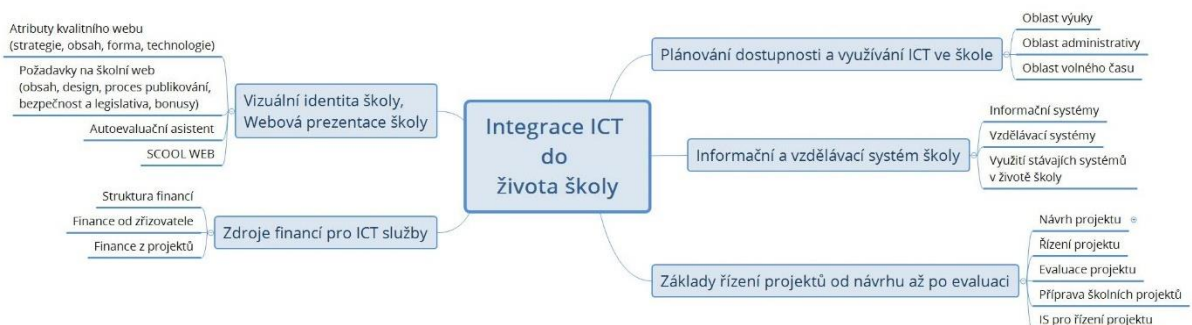 Integrace ICT
do
života školy
Vizuální identita školy,
Webová prezentace školy
Atributy kvalitního webu
(strategie, obsah, forma, technologie)
Požadavky na školní web
(obsah, design, proces publikování,
bezpečnost a legislativa, bonusy)
Autoevaluační asistent
SCOOL WEB
Zdroje financí pro ICT služby
Struktura financí
Finance od zřizovatele
Finance z projektů
Plánování dostupnosti a využívání ICT ve škole
Oblast výuky
Oblast administrativy
Oblast volného času
Informační a vzdělávací systém školy
Informační systémy
Vzdělávací systémy
Využití stávajích systémů
v životě školy
Základy řízení projektů od návrhu až po evaluaci
Návrh projektu
Řízení projektu
Evaluace projektu
Příprava školních projektů
IS pro řízení projektu